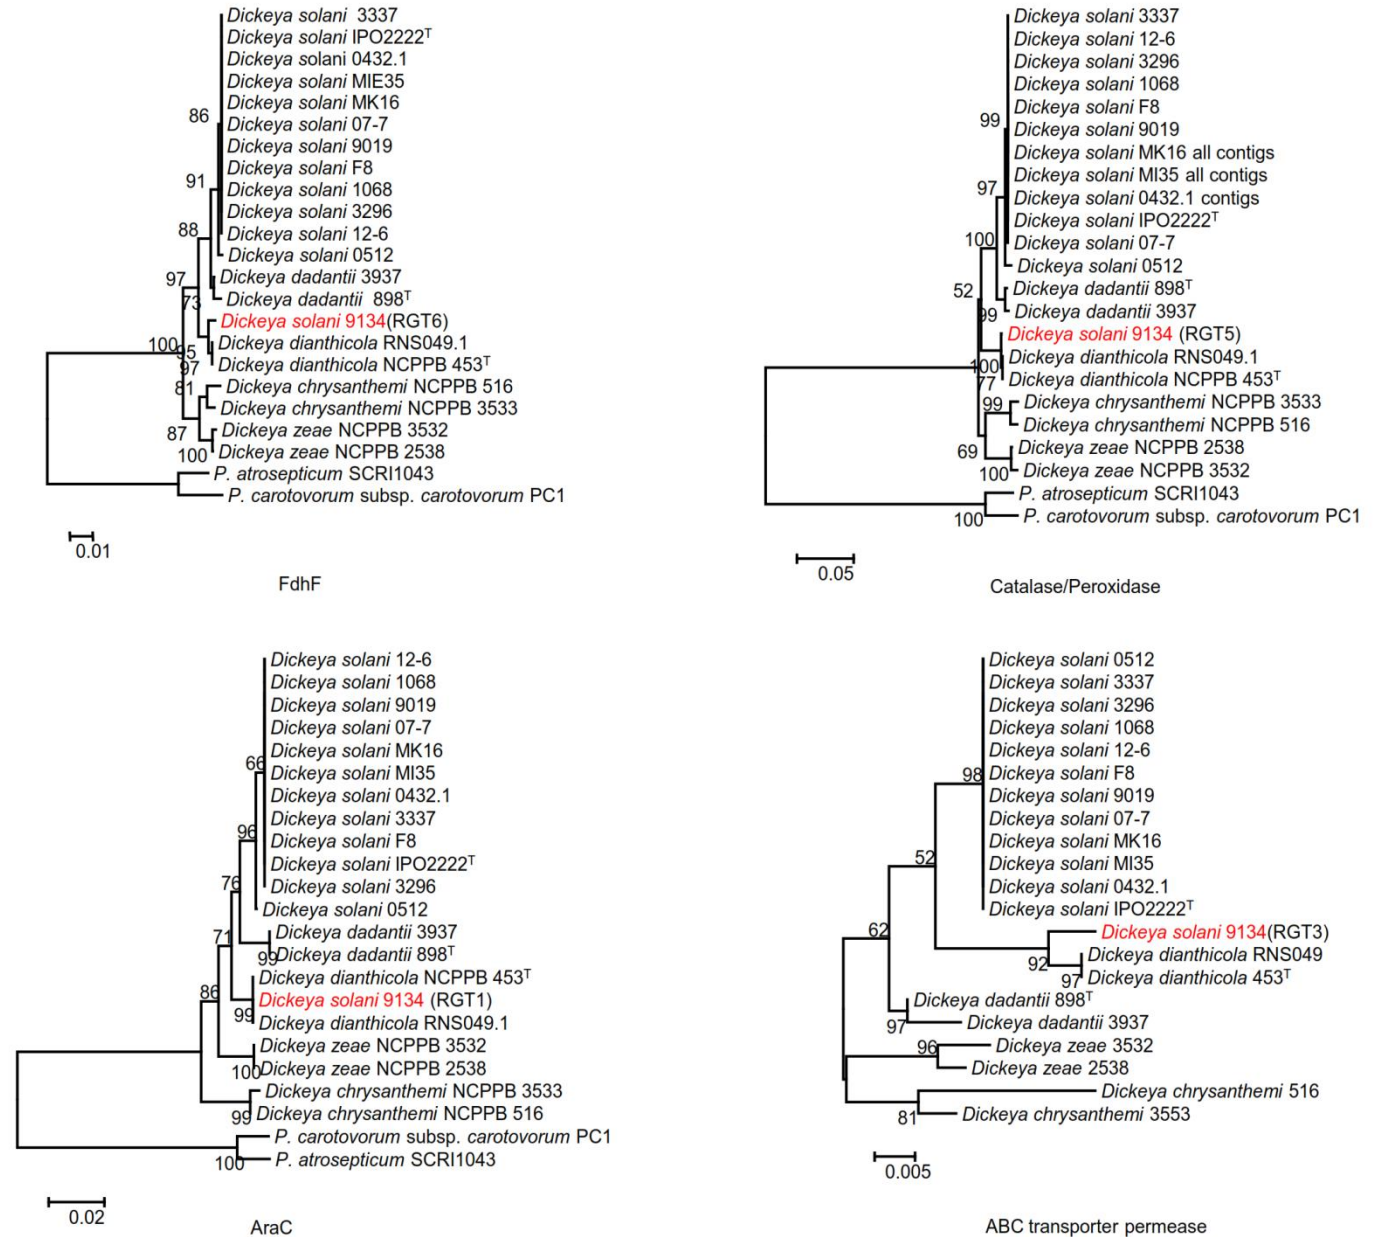 Dickeya solani 3337
Dickeya solani IPO2222ᵀ
Dickeya solani 0432.1
Dickeya solani MIE35
Dickeya solani MK16
86
Dickeya solani 07-7
Dickeya solani 9019
Dickeya solani F8
91
Dickeya solani 1068
Dickeya solani 3296
88
Dickeya solani 12-6
Dickeya solani 0512
97
Dickeya dadantii 3937
73
Dickeya dadantii 898ᵀ
Dickeya solani 9134(RGT6)
100
95
Dickeya dianthicola RNS049.1
97
Dickeya dianthicola NCPPB 453ᵀ
81
Dickeya chrysanthemi NCPPB 516
Dickeya chrysanthemi NCPPB 3533
87
Dickeya zeae NCPPB 3532
100
Dickeya zeae NCPPB 2538
P. atrosepticum SCRI1043
P. carotovorum subsp. carotovorum PC1
0.01
FdhF
Dickeya solani 3337
Dickeya solani 12-6
Dickeya solani 3296
Dickeya solani 1068
Dickeya solani F8
99
Dickeya solani 9019
Dickeya solani MK16 all contigs
Dickeya solani MI35 all contigs
97
Dickeya solani 0432.1 contigs
Dickeya solani IPO2222ᵀ
100
Dickeya solani 07-7
Dickeya solani 0512
52
Dickeya dadantii 898ᵀ
99
Dickeya dadantii 3937
Dickeya solani 9134 (RGT5)
Dickeya dianthicola RNS049.1
100
77
Dickeya dianthicola NCPPB 453ᵀ
99
Dickeya chrysanthemi NCPPB 3533
Dickeya chrysanthemi NCPPB 516
69
Dickeya zeae NCPPB 2538
100
Dickeya zeae NCPPB 3532
P. atrosepticum SCRI1043
100
P. carotovorum subsp. carotovorum PC1
0.05
Catalase/Peroxidase
Dickeya solani 12-6
Dickeya solani 1068
Dickeya solani 9019
Dickeya solani 07-7
Dickeya solani MK16
66
Dickeya solani MI35
Dickeya solani 0432.1
Dickeya solani 3337
96
Dickeya solani F8
Dickeya solani IPO2222ᵀ
76
Dickeya solani 3296
Dickeya solani 0512
71
Dickeya dadantii 3937
99
Dickeya dadantii 898ᵀ
Dickeya dianthicola NCPPB 453ᵀ
86
Dickeya solani 9134 (RGT1)
99
Dickeya dianthicola RNS049.1
Dickeya zeae NCPPB 3532
100
Dickeya zeae NCPPB 2538
Dickeya chrysanthemi NCPPB 3533
99
Dickeya chrysanthemi NCPPB 516
P. carotovorum subsp. carotovorum PC1
100
P. atrosepticum SCRI1043
0.02
AraC
Dickeya solani 0512
Dickeya solani 3337
Dickeya solani 3296
Dickeya solani 1068
Dickeya solani 12-6
98
Dickeya solani F8
Dickeya solani 9019
Dickeya solani 07-7
Dickeya solani MK16
52
Dickeya solani MI35
Dickeya solani 0432.1
Dickeya solani IPO2222ᵀ
62
Dickeya solani 9134(RGT3)
Dickeya dianthicola RNS049
92
97
Dickeya dianthicola 453ᵀ
Dickeya dadantii 898ᵀ
97
Dickeya dadantii 3937
96
Dickeya zeae 3532
Dickeya zeae 2538
Dickeya chrysanthemi 516
81
Dickeya chrysanthemi 3553
0.005
ABC transporter permease